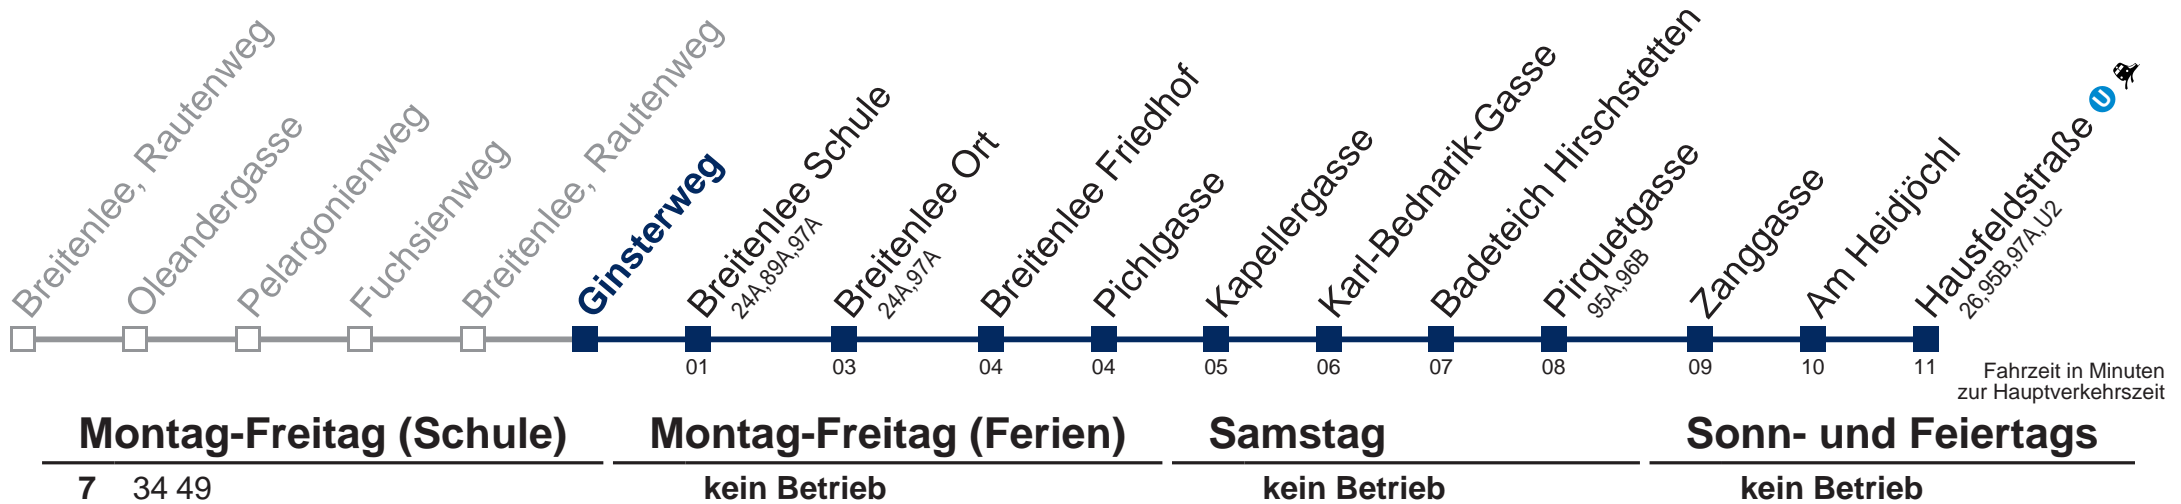 Breitenlee, Rautenweg
Oleandergasse
Pelargonienweg
Fuchsienweg
Breitenlee, Rautenweg
Ginsterweg
Breitenlee Schule
24A,89A,97A
Breitenlee Ort
24A,97A
Breitenlee Friedhof
Pichlgasse
Kapellergasse
Karl-Bednarik-Gasse
Badeteich Hirschstetten
Pirquetgasse
95A,96B
Zanggasse
Am Heidjöchl
Hausfeldstraße U
26,95B,97A,U2
01 03 04 04 05 06 07 08 09 10 11
Fahrzeit in Minuten
zur Hauptverkehrszeit
Montag-Freitag (Schule) Montag-Freitag (Ferien) Samstag Sonn- und Feiertags
7 34 49 kein Betrieb kein Betrieb kein Betrieb